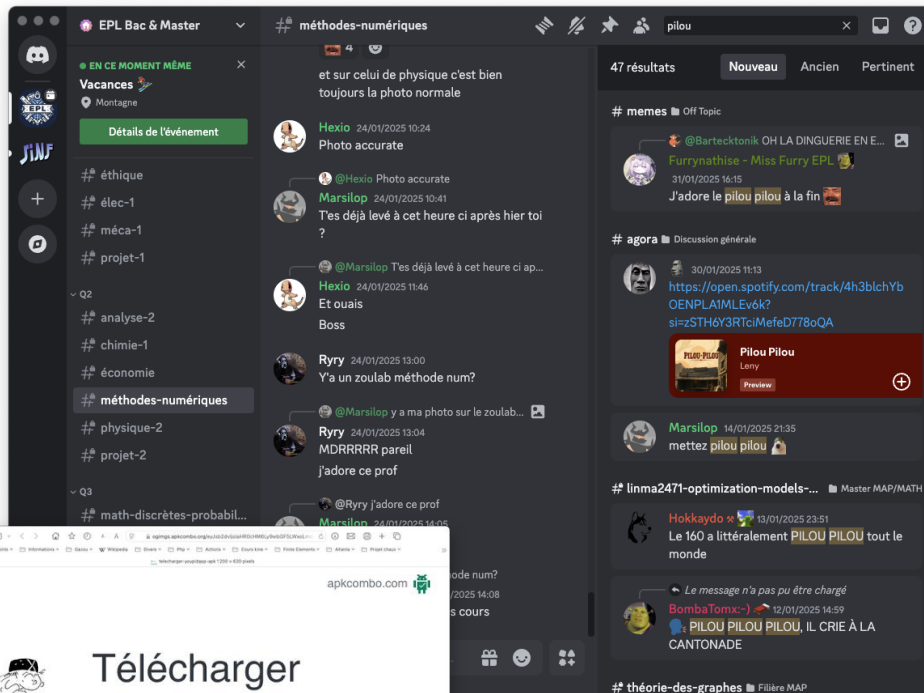 EPL Bac & Master
EN CE MOMENT MÊME
Vacances
Montagne
Détails de l'événement
éthique
élec-1
méca-1
projet-1
Q2
analyse-2
chimie-1
économie
méthodes-numériques
physique-2
projet-2
Q3
math-discrètes-probabil...
EPL
JINF
méthodes-numériques
pilou
4
et sur celui de physique c'est bien
toujours la photo normale
Hexio 24/01/2025 10:24
Photo accurate
@Hexio Photo accurate
Marsilop 24/01/2025 10:41
T'es déjà levé à cet heure ci après hier toi
?
@Marsilop T'es déjà levé à cet heure ci ap...
Hexio 24/01/2025 11:46
Et ouais
Boss
Ryry 24/01/2025 13:00
Y'a un zoulab méthode num?
@Marsilop y a ma photo sur le zoulab...
Ryry 24/01/2025 13:04
MDRRRRR pareil
j'adore ce prof
@Ryry j'adore ce prof
Marsilop 24/01/2025 14:05
ode num?
/2025 14:08
s cours
47 résultats
Nouveau
Ancien
Pertinent
# memes Off Topic
@Bartecktonik OH LA DINGUERIE EN E...
Furrynathise - Miss Furry EPL
31/01/2025 16:15
J'adore le pilou pilou à la fin
# agora Discussion générale
30/01/2025 11:13
https://open.spotify.com/track/4h3blchYb
OENPLA1MLEv6k?
si=zSTH6Y3RTciMefeD778oQA
PILOU-PILOU
Pilou Pilou
Leny
Preview
Marsilop 14/01/2025 21:35
mettez pilou pilou
linma2471-optimization-models-... Master MAP/MATH
Hokkaydo 13/01/2025 23:51
Le 160 a littéralement PILOU PILOU tout le
monde
Le message n'a pas pu être chargé
BombaTomx:-) 12/01/2025 14:59
PILOU PILOU PILOU, IL CRIE À LA
CANTONADE
théorie-des-graphes Filière MAP
apkcombo.com
Télécharger